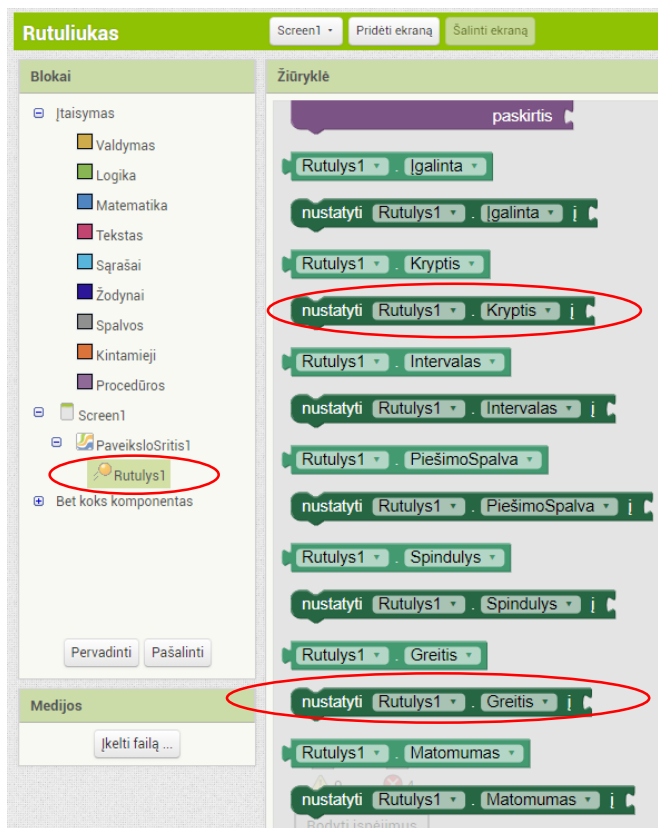 Rutuliukas
Screen1
Pridėti ekraną
Šalinti ekraną
Blokai
Įtaisymas
Valdymas
Logika
Matematika
Tekstas
Sąrašai
Žodynai
Spalvos
Kintamieji
Procedūros
Screen1
PaveiksloSritis1
Rutulys1
Bet koks komponentas
Pervadinti
Pašalinti
Medijos
Įkelti failą ...
Žiūryklė
paskirtis
Rutulys1 . Įgalinta
nustatyti Rutulys1 . Įgalinta į
Rutulys1 . Kryptis
nustatyti Rutulys1 . Kryptis į
Rutulys1 . Intervalas
nustatyti Rutulys1 . Intervalas į
Rutulys1 . PiešimoSpalva
nustatyti Rutulys1 . PiešimoSpalva į
Rutulys1 . Spindulys
nustatyti Rutulys1 . Spindulys į
Rutulys1 . Greitis
nustatyti Rutulys1 . Greitis į
Rutulys1 . Matomumas
nustatyti Rutulys1 . Matomumas į
Rodyti įspėjimus